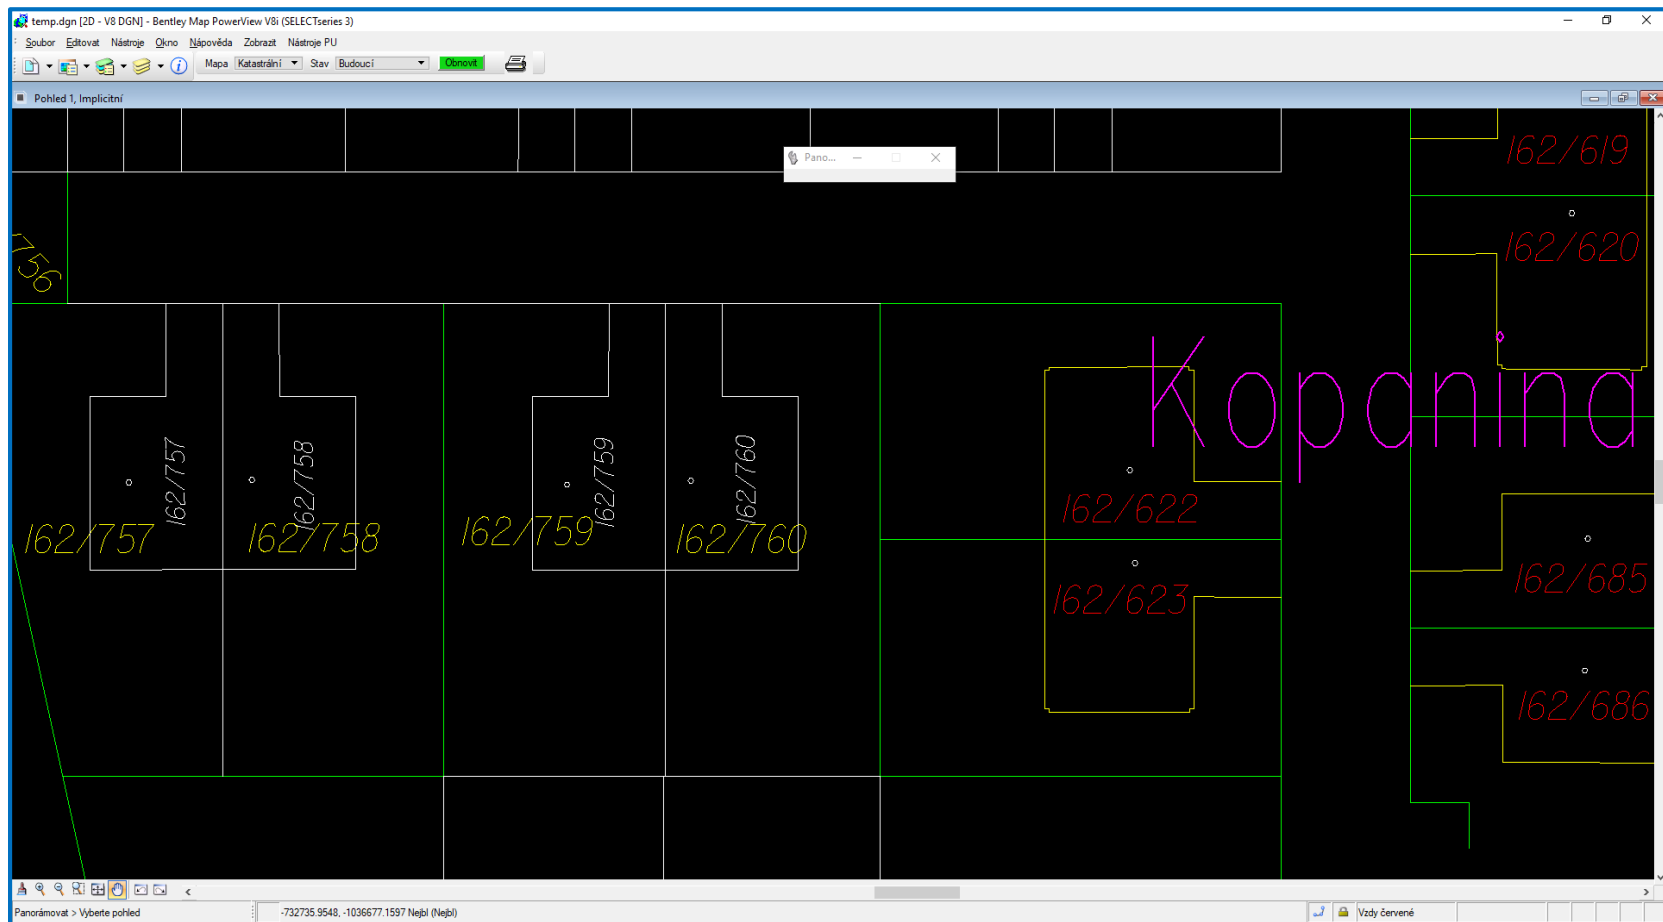 temp.dgn [2D - V8 DGN] - Bentley Map PowerView V8i (SELECTseries 3)
Soubor Editovat Nástroje Okno Nápověda Zobrazit Nástroje PU
Mapa Katastrální Stav Budoucí Obnovit
Pohled 1, Implicitní
Pano...
162/619
162/620
756
Kopanina
162/757
162/758
162/759
162/760
162/757
162/758
162/759
162/760
162/622
162/623
162/685
162/686
Panorámovat > Vyberte pohled
-732735.9548, -1036677.1597 Nejbl (Nejbl)
Vzdy červené